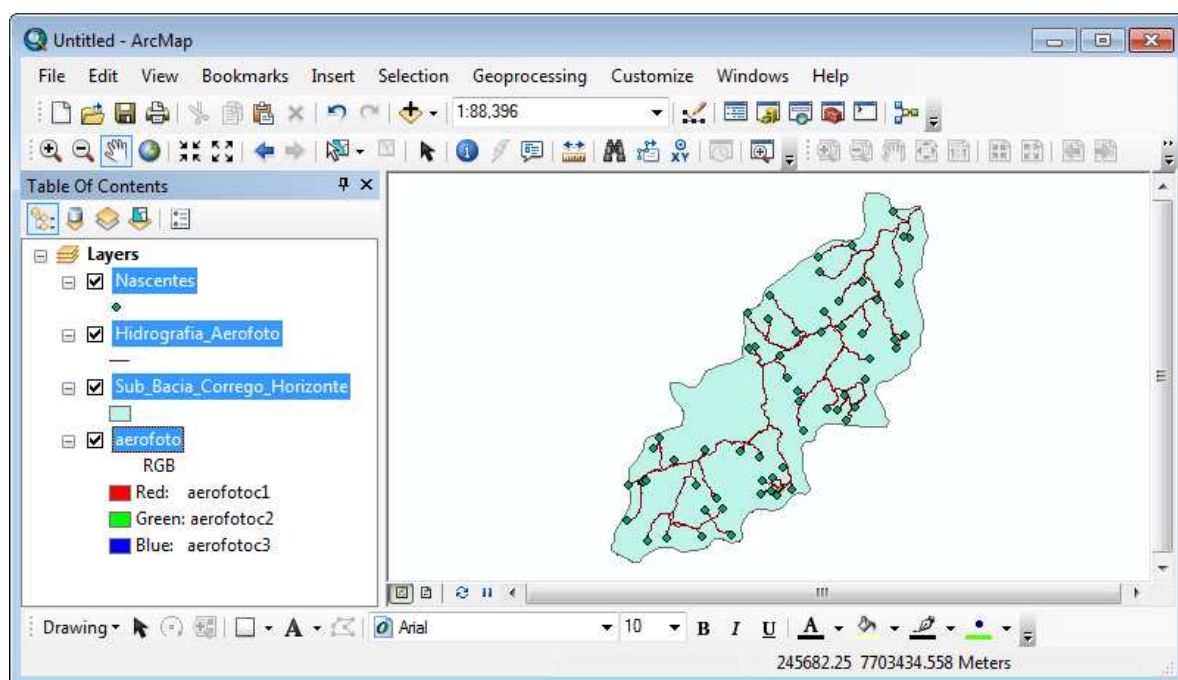 Untitled - ArcMap
File Edit View Bookmarks Insert Selection Geoprocessing Customize Windows Help
1:88,396
Table Of Contents
Layers
Nascentes
Hidrografia_Aerofoto
Sub_Bacia_Corrego_Horizonte
aerofoto
RGB
Red: aerofotoc1
Green: aerofotoc2
Blue: aerofotoc3
Drawing A Arial 10 B I U A
245682.25 7703434.558 Meters